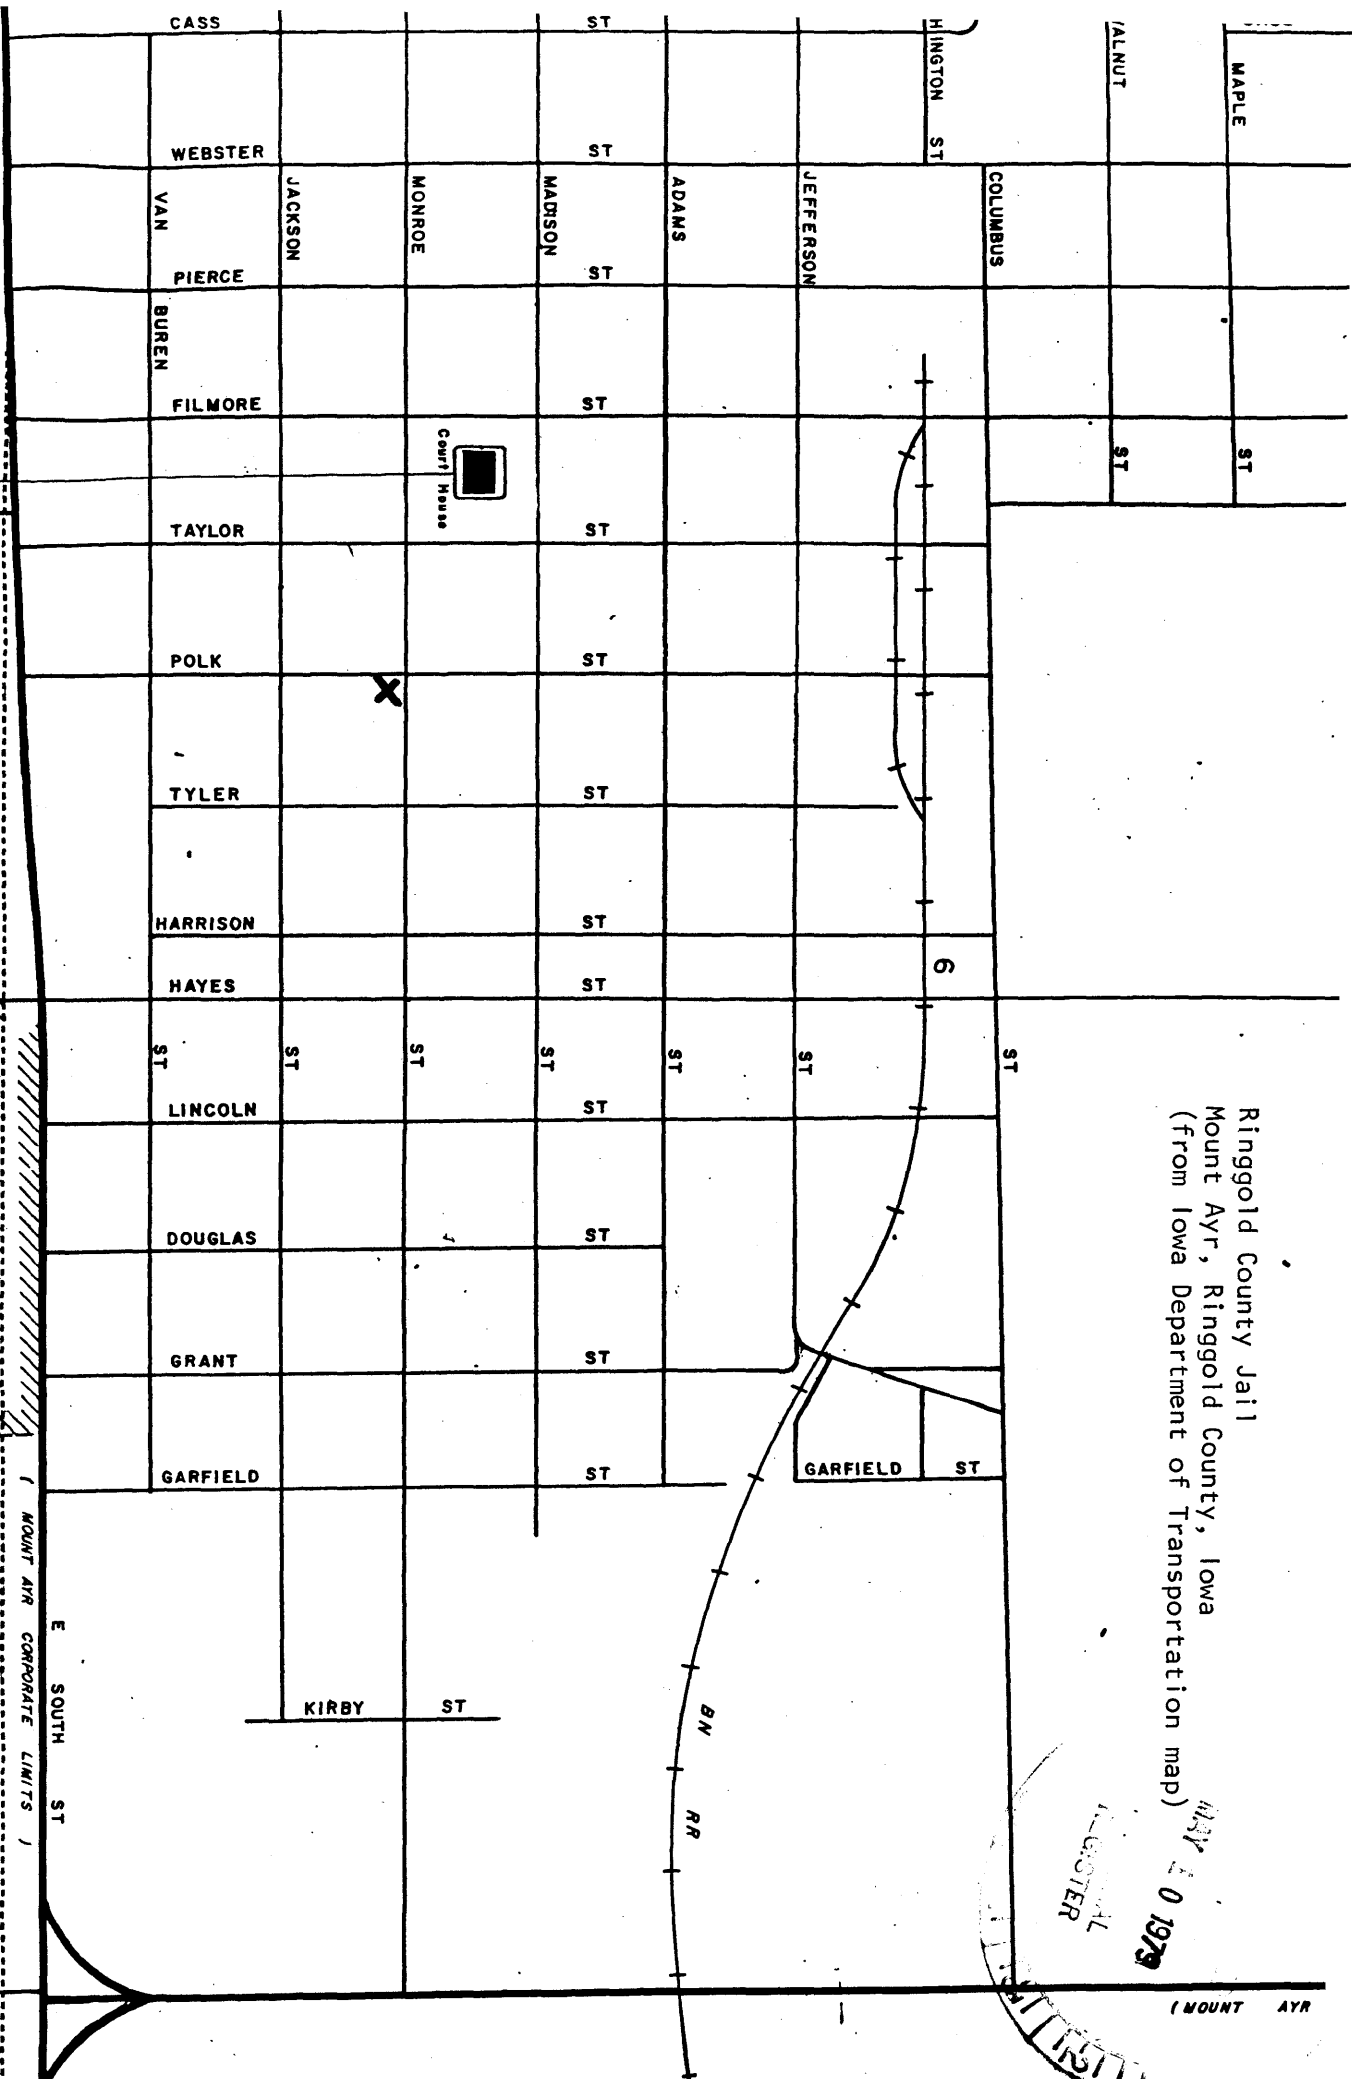 CASS ST
HINGTON ST
ALNUT ST
MAPLE ST
WEBSTER ST
VAN BUREN ST
JACKSON ST
MONROE ST
MADISON ST
ADAMS ST
JEFFERSON ST
COLUMBUS ST
PIERCE ST
FILMORE ST
Court House
TAYLOR ST
POLK ST
X
TYLER ST
HARRISON ST
6
HAYES ST
LINCOLN ST
DOUGLAS ST
GRANT ST
GARFIELD ST
GARFIELD ST
KIRBY ST
BN RR
E SOUTH ST
( MOUNT AYR CORPORATE LIMITS )
Ringgold County Jail
Mount Ayr, Ringgold County, Iowa
(from Iowa Department of Transportation map)
MAY 10 1979
REGISTER
(MOUNT AYR